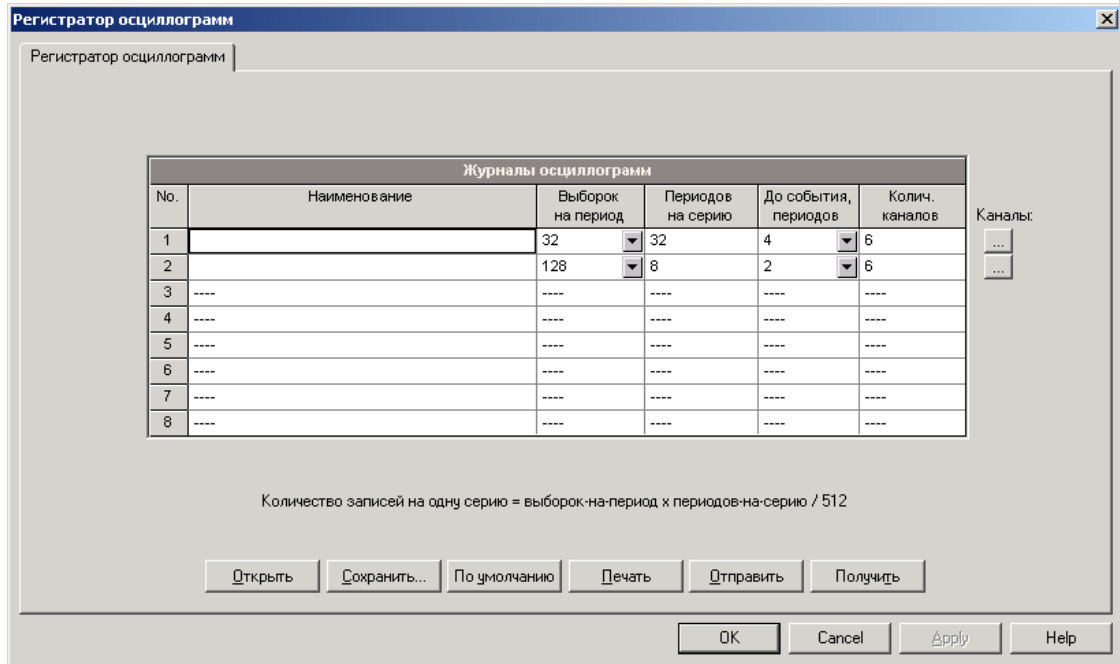 Регистратор осциллограмм
Регистратор осциллограмм
Журналы осциллограмм
No. Наименование Выборок на период Периодов на серию До события, периодов Колич. каналов Каналы:
1 32 32 4 6 ...
2 128 8 2 6 ...
3 ---- ---- ---- ---- ----
4 ---- ---- ---- ---- ----
5 ---- ---- ---- ---- ----
6 ---- ---- ---- ---- ----
7 ---- ---- ---- ---- ----
8 ---- ---- ---- ---- ----
Количество записей на одну серию = выборок-на-период x периодов-на-серию / 512
Открыть Сохранить... По умолчанию Печать Отправить Получить
OK Cancel Apply Help